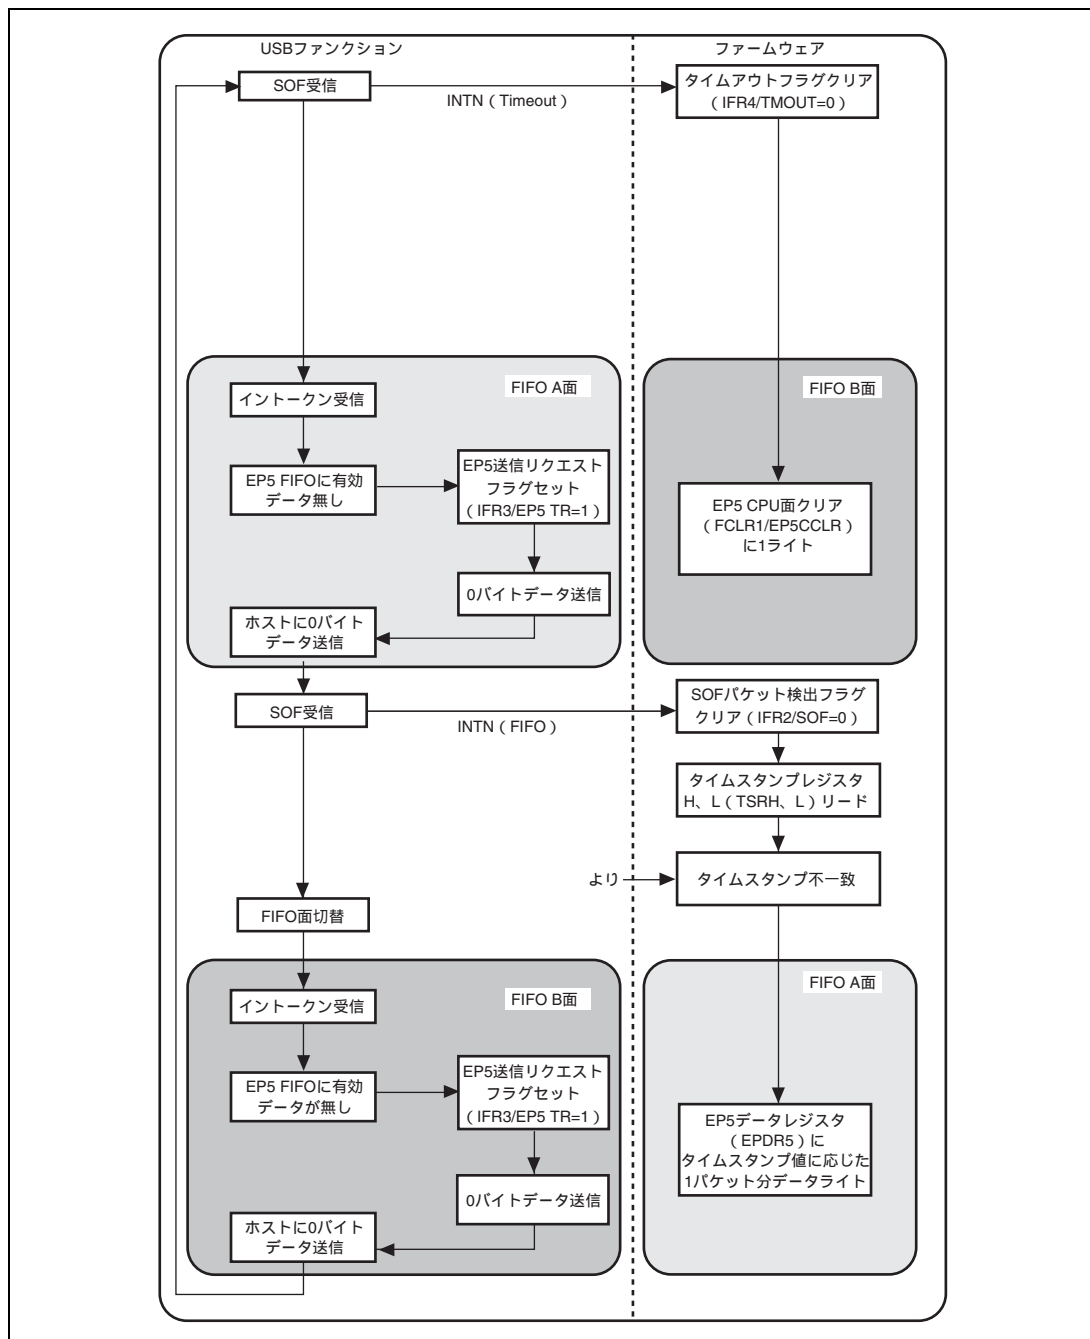 USBファンクション
ファームウェア
SOF受信
INTN（Timeout）
タイムアウトフラグクリア
（IFR4/TMOUT=0）
FIFO A面
イントークン受信
EP5 FIFOに有効
データ無し
EP5送信リクエスト
フラグセット
（IFR3/EP5 TR=1）
0バイトデータ送信
ホストに0バイト
データ送信
FIFO B面
EP5 CPU面クリア
（FCLR1/EP5CCLR）
に1ライト
SOF受信
INTN（FIFO）
SOFパケット検出フラグ
クリア（IFR2/SOF=0）
タイムスタンプレジスタ
H、L（TSRH、L）リード
より
タイムスタンプ不一致
FIFO面切替
FIFO B面
イントークン受信
EP5 FIFOに有効
データが無し
EP5送信リクエスト
フラグセット
（IFR3/EP5 TR=1）
0バイトデータ送信
ホストに0バイト
データ送信
FIFO A面
EP5データレジスタ
（EPDR5）に
タイムスタンプ値に応じた
1パケット分データライト